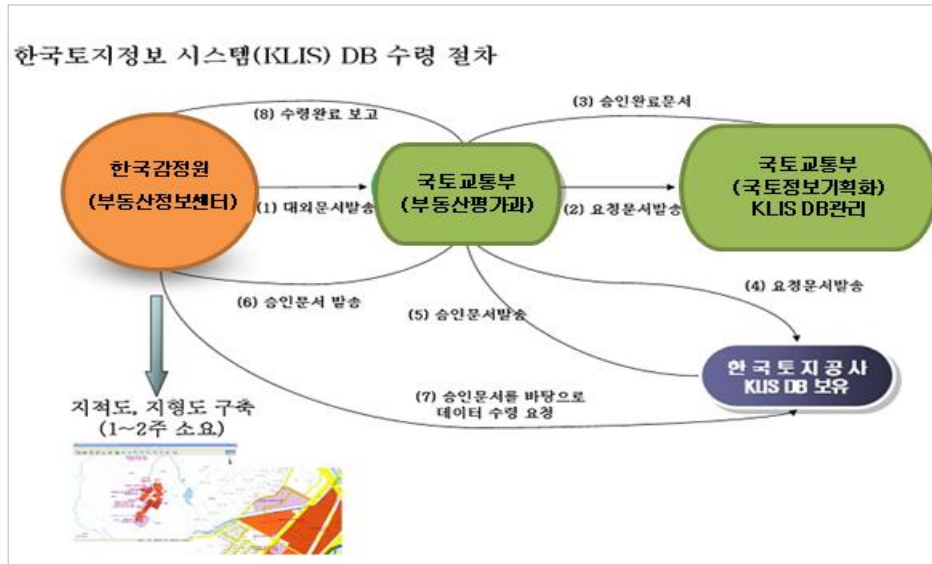 한국토지정보 시스템(KLIS) DB 수령 절차
(8) 수령완료 보고
(3) 승인완료문서
한국감정원
(부동산정보센터)
국토교통부
(부동산평가과)
국토교통부
(국토정보기획화)
KLIS DB관리
(1) 대외문서발송
(2) 요청문서발송
(6) 승인문서 발송
(5) 승인문서발송
(4) 요청문서발송
한국토지공사
KLIS DB 보유
(7) 승인문서를 바탕으로
데이터 수령 요청
지적도, 지형도 구축
(1~2주 소요)